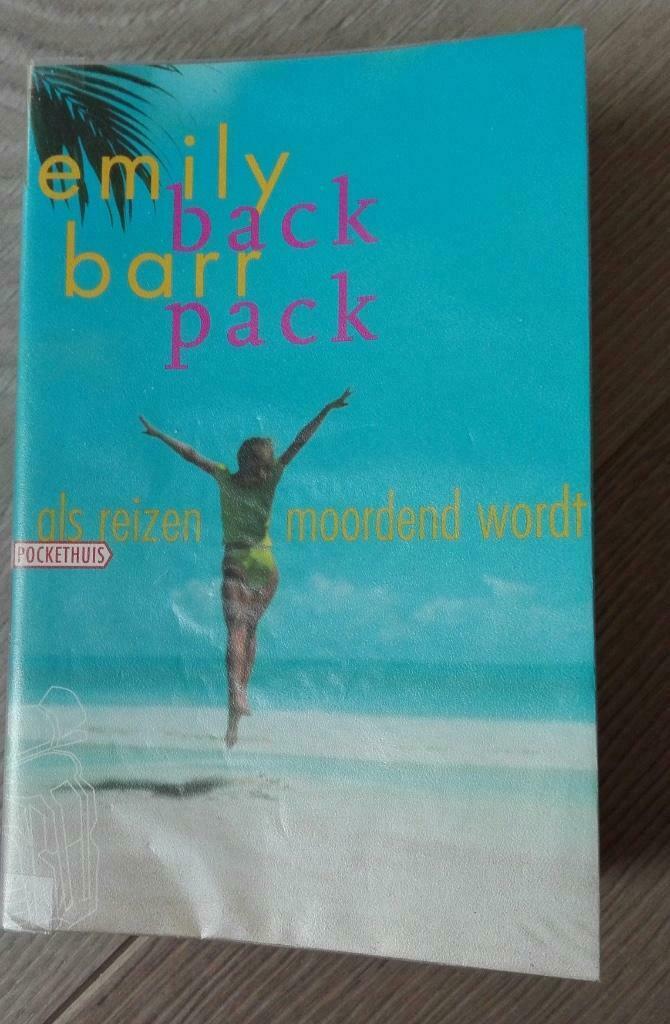 emily
back
barr
pack
als reizen moordend wordt
POCKETHUIS